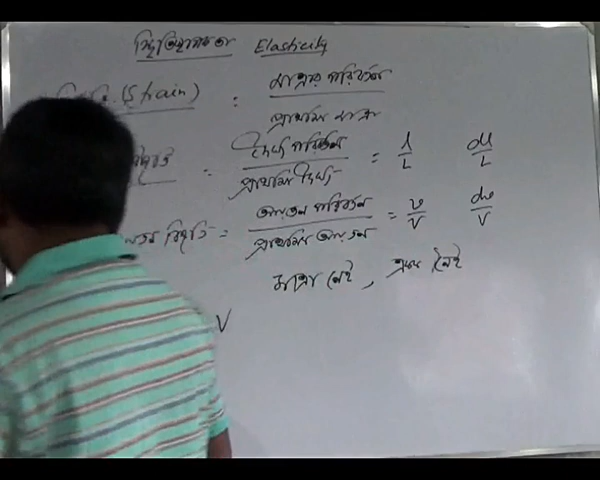 স্থিতিস্থাপকতা Elasticity
(Strain) : মাত্রার পরিবর্তন / প্রাথমিক মাত্রা
বিকৃতি = দৈর্ঘ্য পরিবর্তন / প্রাথমিক দৈর্ঘ্য = l/L dl/L
বিকৃতি = আয়তন পরিবর্তন / প্রাথমিক আয়তন = v/V dv/V
মাত্রা নেই, একক নেই
V